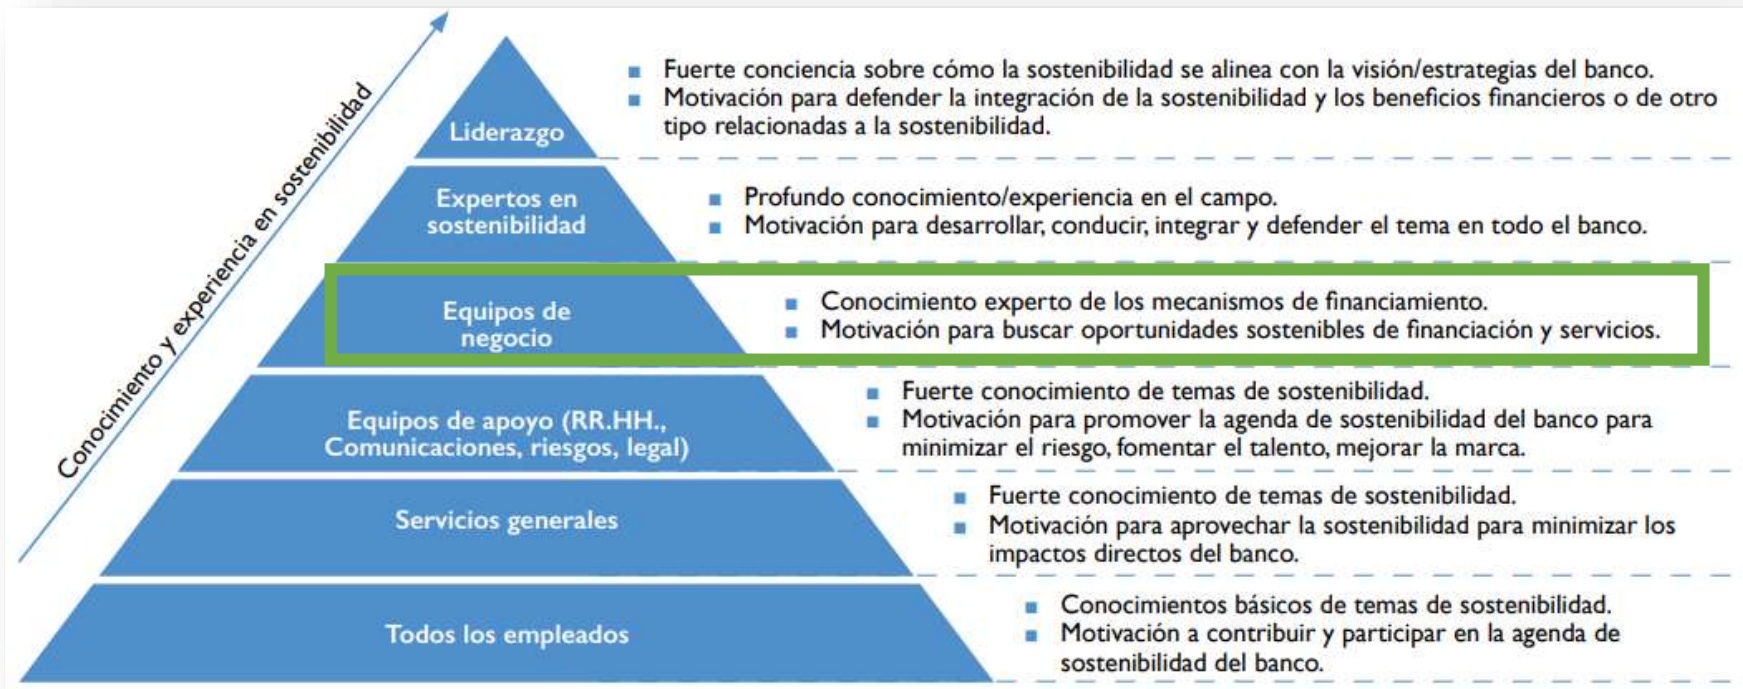 Conocimiento y experiencia en sostenibilidad
Liderazgo
▪ Fuerte conciencia sobre cómo la sostenibilidad se alinea con la visión/estrategias del banco.
▪ Motivación para defender la integración de la sostenibilidad y los beneficios financieros o de otro
tipo relacionadas a la sostenibilidad.
Expertos en
sostenibilidad
▪ Profundo conocimiento/experiencia en el campo.
▪ Motivación para desarrollar, conducir, integrar y defender el tema en todo el banco.
Equipos de
negocio
▪ Conocimiento experto de los mecanismos de financiamiento.
▪ Motivación para buscar oportunidades sostenibles de financiación y servicios.
Equipos de apoyo (RR.HH.,
Comunicaciones, riesgos, legal)
▪ Fuerte conocimiento de temas de sostenibilidad.
▪ Motivación para promover la agenda de sostenibilidad del banco para
minimizar el riesgo, fomentar el talento, mejorar la marca.
Servicios generales
▪ Fuerte conocimiento de temas de sostenibilidad.
▪ Motivación para aprovechar la sostenibilidad para minimizar los
impactos directos del banco.
Todos los empleados
▪ Conocimientos básicos de temas de sostenibilidad.
▪ Motivación a contribuir y participar en la agenda de
sostenibilidad del banco.